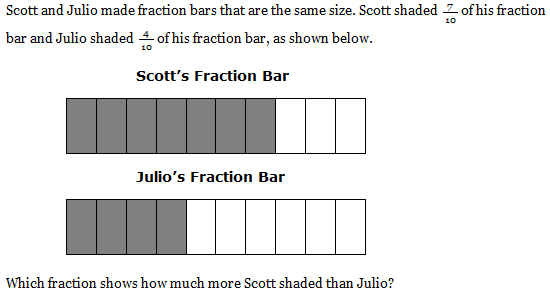 Scott and Julio made fraction bars that are the same size. Scott shaded 7/10 of his fraction
bar and Julio shaded 4/10 of his fraction bar, as shown below.
Scott's Fraction Bar
Julio's Fraction Bar
Which fraction shows how much more Scott shaded than Julio?